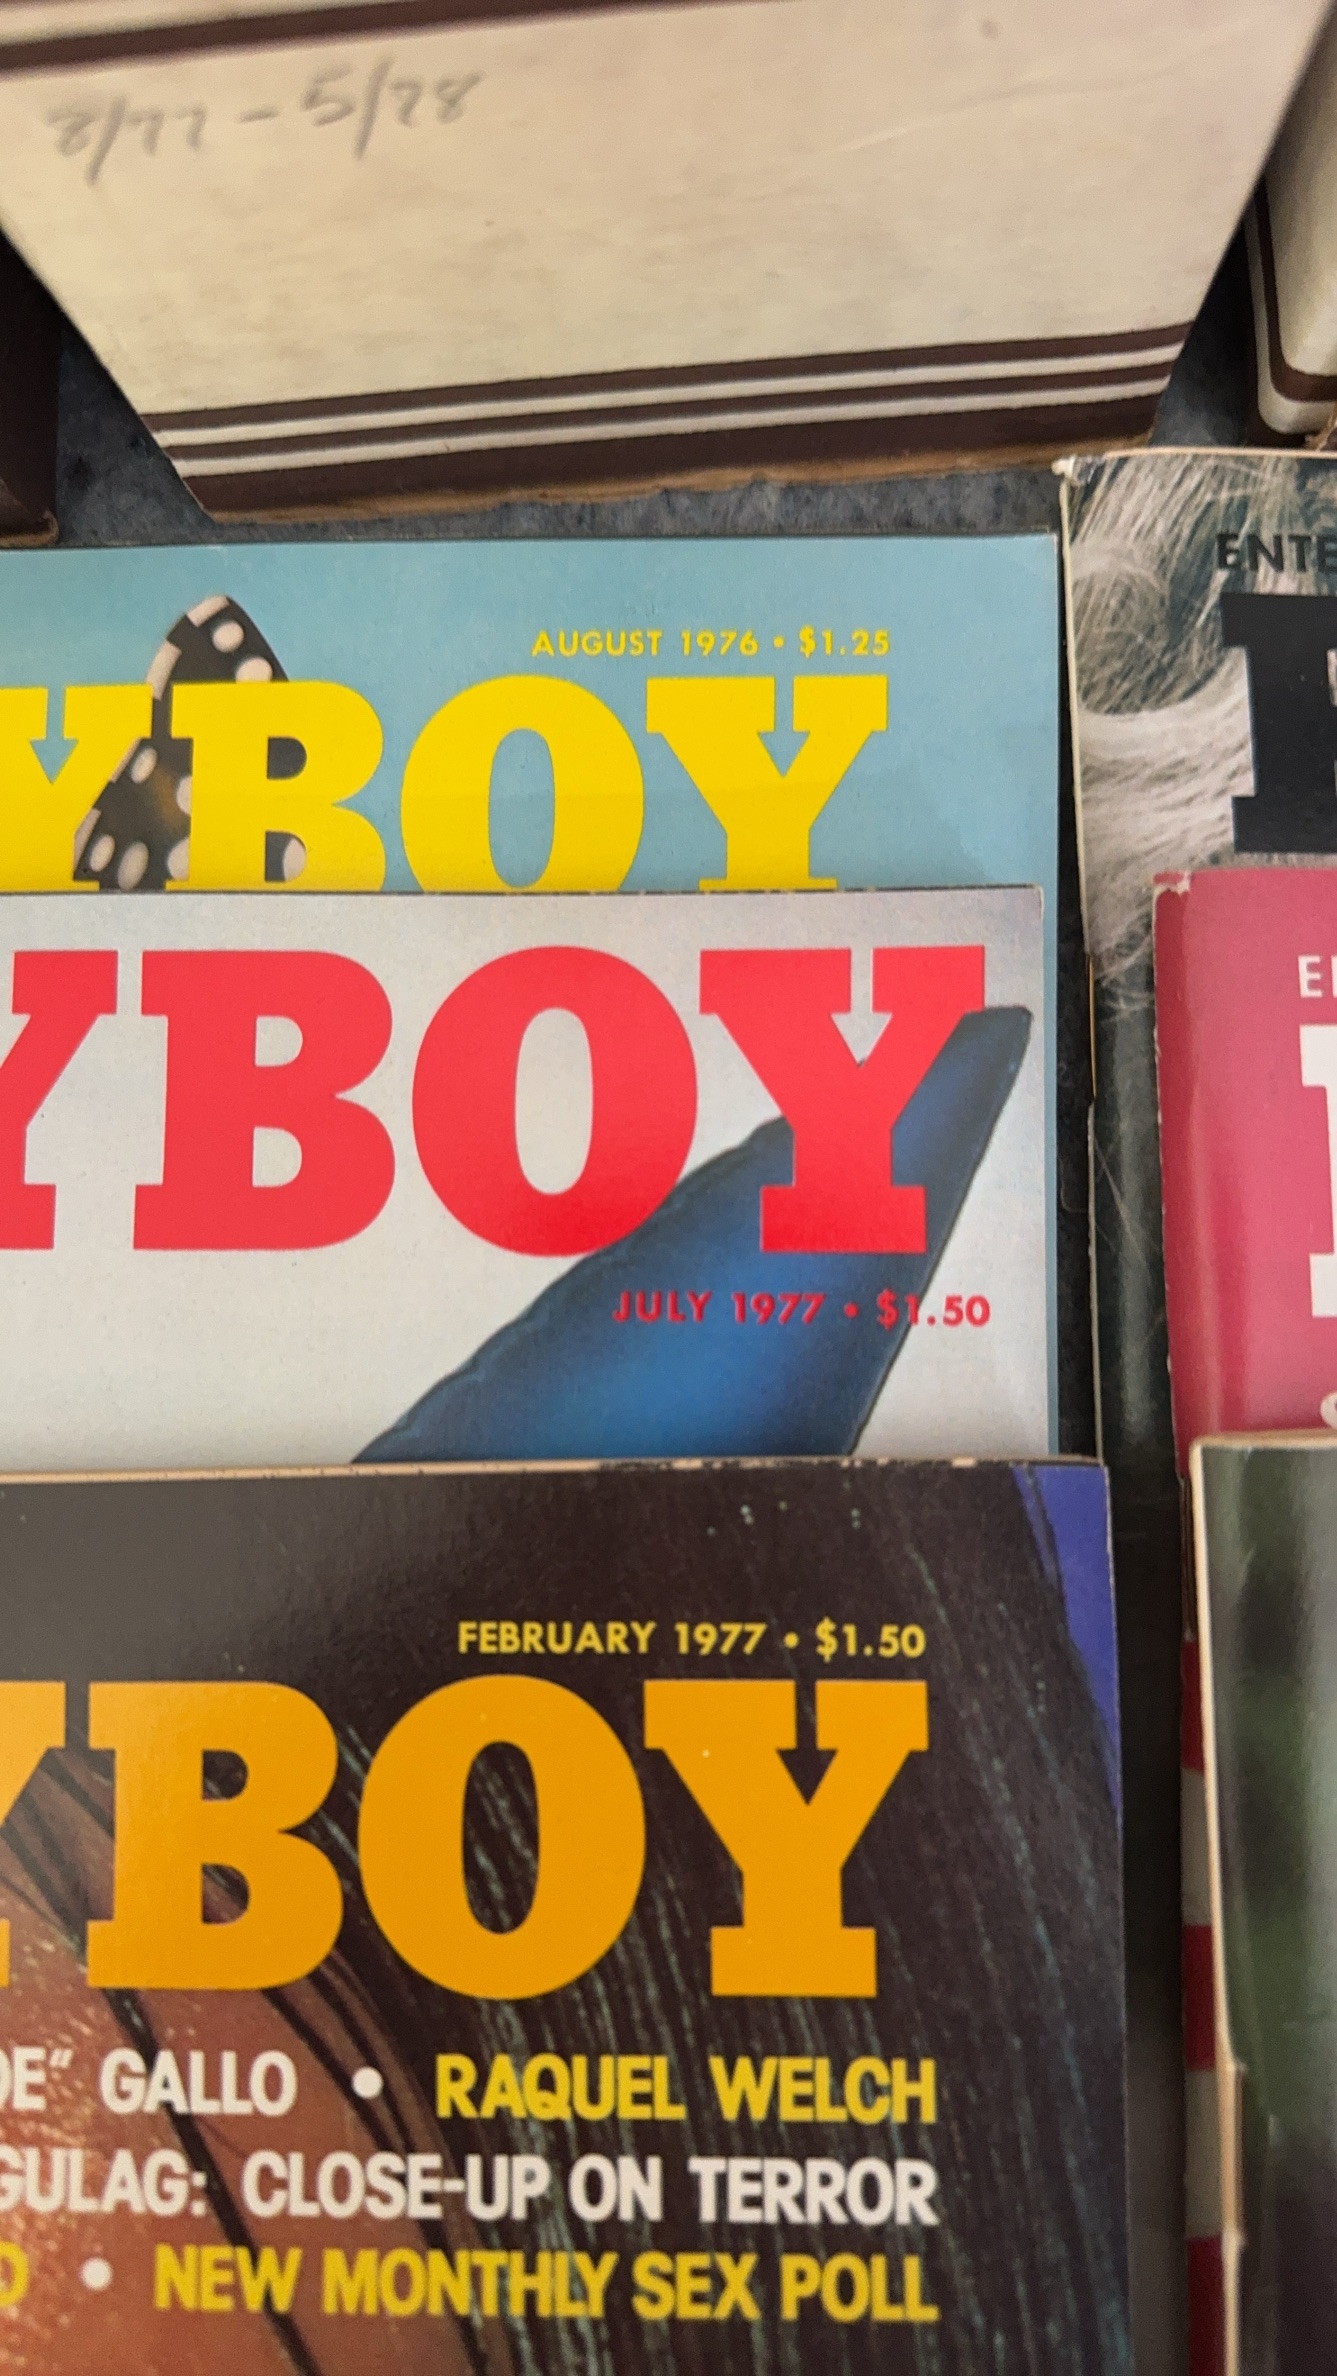 8/77 - 5/78
AUGUST 1976 • $1.25
YBOY
ENTE
YBOY
JULY 1977 • $1.50
FEBRUARY 1977 • $1.50
YBOY
DE" GALLO • RAQUEL WELCH
GULAG: CLOSE-UP ON TERROR
• NEW MONTHLY SEX POLL